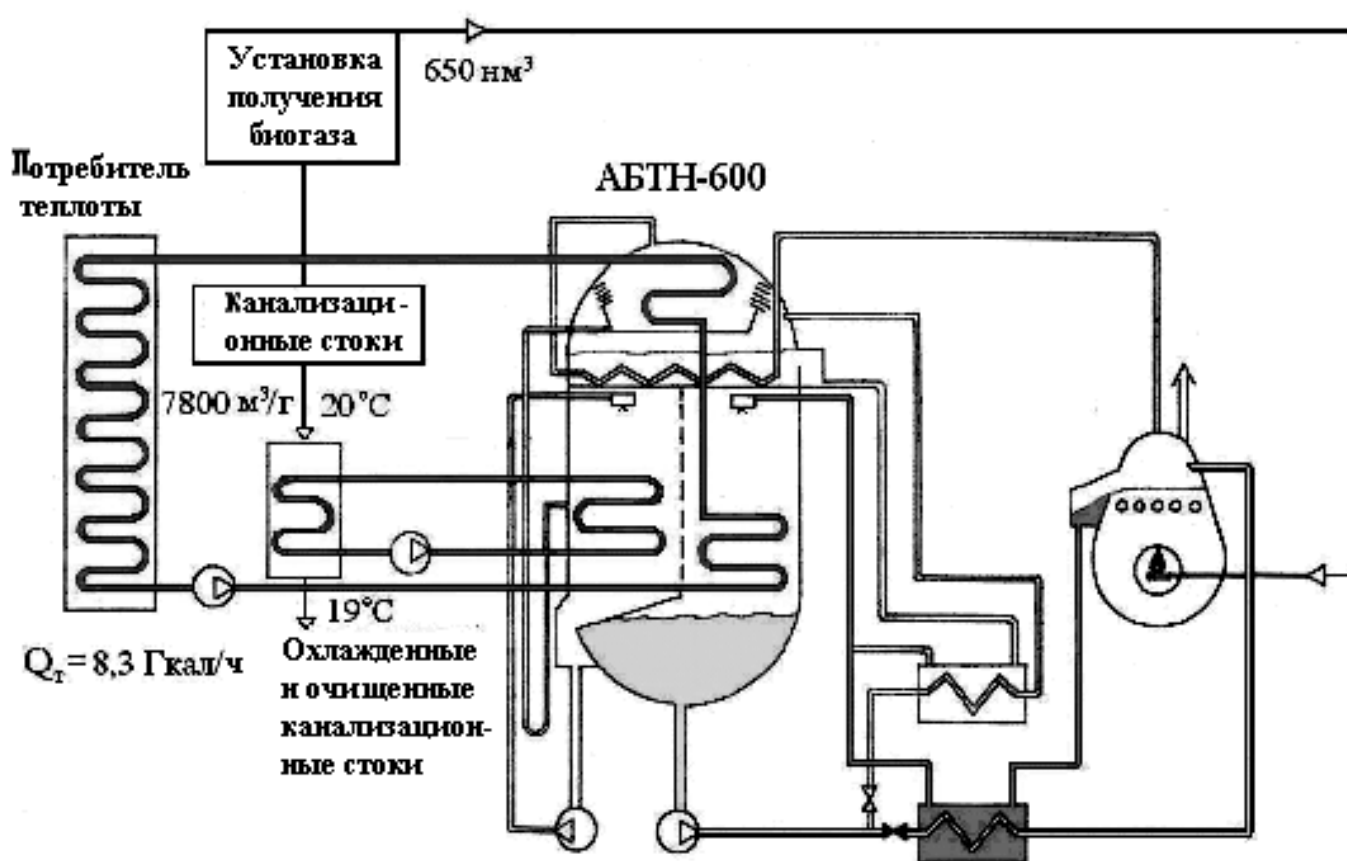 Установка
получения
биогаза
650 нм³
Потребитель
теплоты
АБТН-600
Канализаци-
онные стоки
7800 м³/г
20°С
19°С
Qт = 8,3 Гкал/ч
Охлажденные
и очищенные
канализацион-
ные стоки